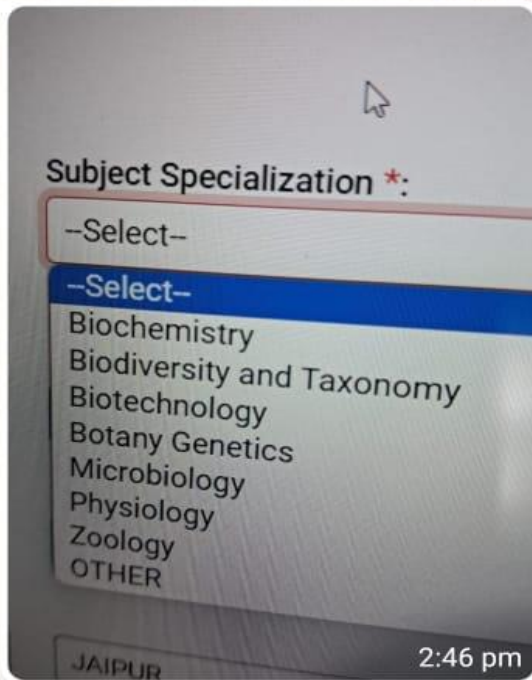 Subject Specialization *:
--Select--
--Select--
Biochemistry
Biodiversity and Taxonomy
Biotechnology
Botany Genetics
Microbiology
Physiology
Zoology
OTHER
JAIPUR
2:46 pm